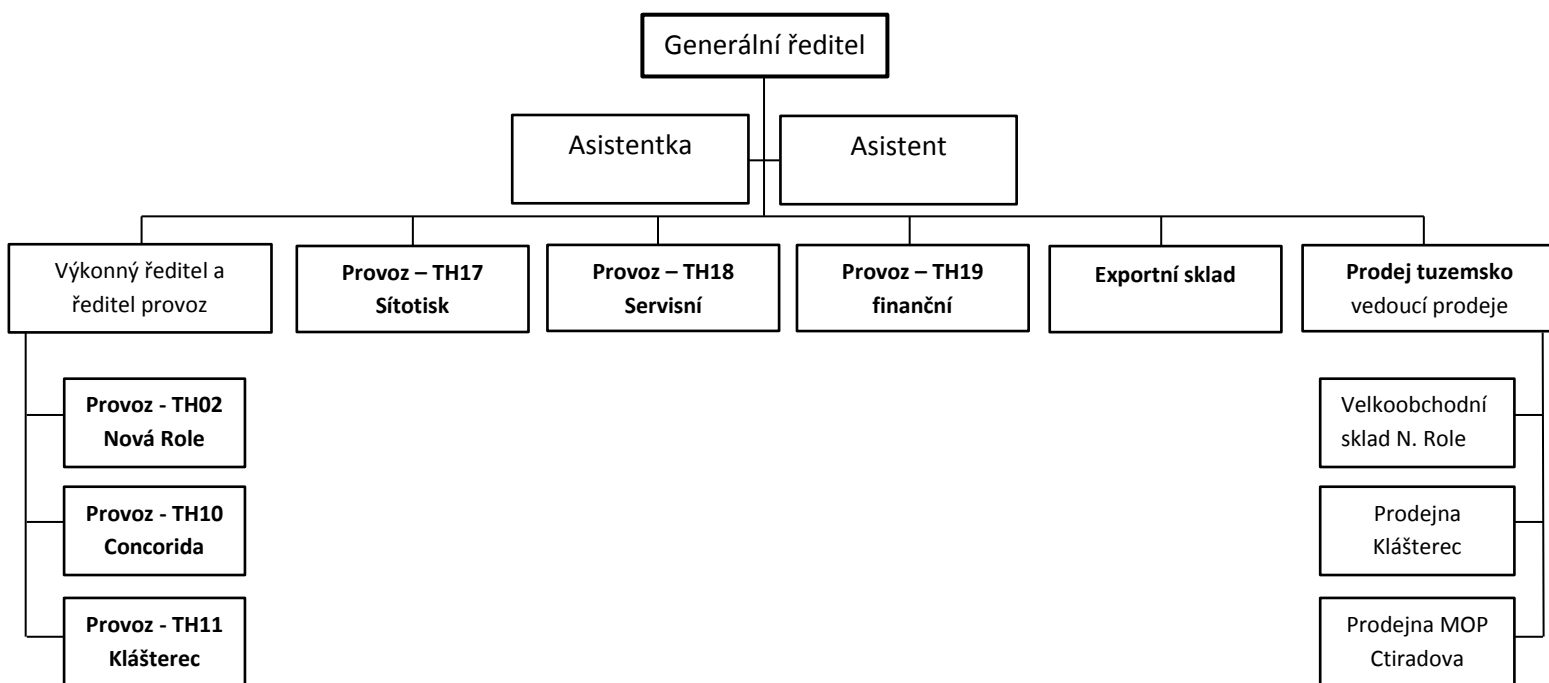 Generální ředitel
Asistentka
Asistent
Výkonný ředitel a
ředitel provoz
Provoz – TH17
Sítotisk
Provoz – TH18
Servisní
Provoz – TH19
finanční
Exportní sklad
Prodej tuzemsko
vedoucí prodeje
Provoz - TH02
Nová Role
Velkoobchodní
sklad N. Role
Provoz - TH10
Concorida
Prodejna
Klášterec
Provoz - TH11
Klášterec
Prodejna MOP
Ctiradova